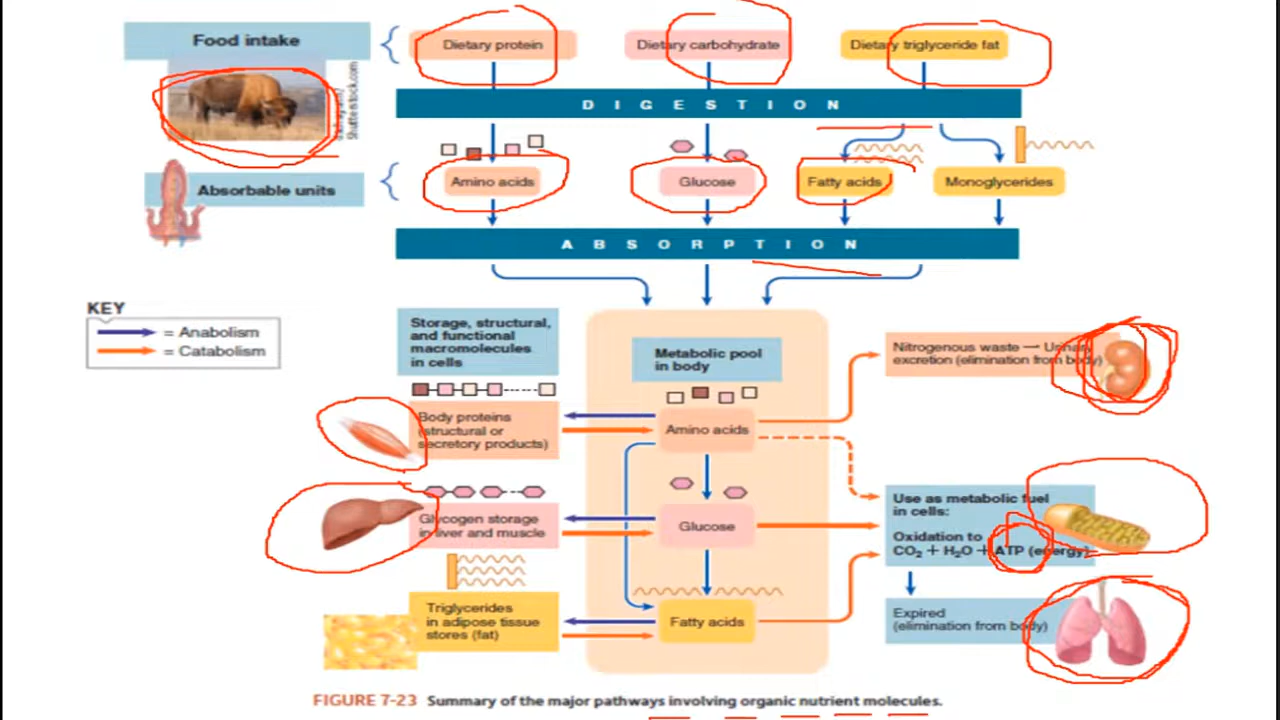 Food intake
Dietary protein
Dietary carbohydrate
Dietary triglyceride fat
Shutterstock.com
DIGESTION
Absorbable units
Amino acids
Glucose
Fatty acids
Monoglycerides
ABSORPTION
KEY
= Anabolism
= Catabolism
Storage, structural,
and functional
macromolecules
in cells
Metabolic pool
in body
Nitrogenous waste → Urinary
excretion (elimination from body)
Body proteins
(structural or
secretory products)
Amino acids
Glycogen storage
in liver and muscle
Glucose
Use as metabolic fuel
in cells:
Oxidation to
CO₂ + H₂O + ATP (energy)
Triglycerides
in adipose tissue
stores (fat)
Fatty acids
Expired
(elimination from body)
FIGURE 7-23 Summary of the major pathways involving organic nutrient molecules.